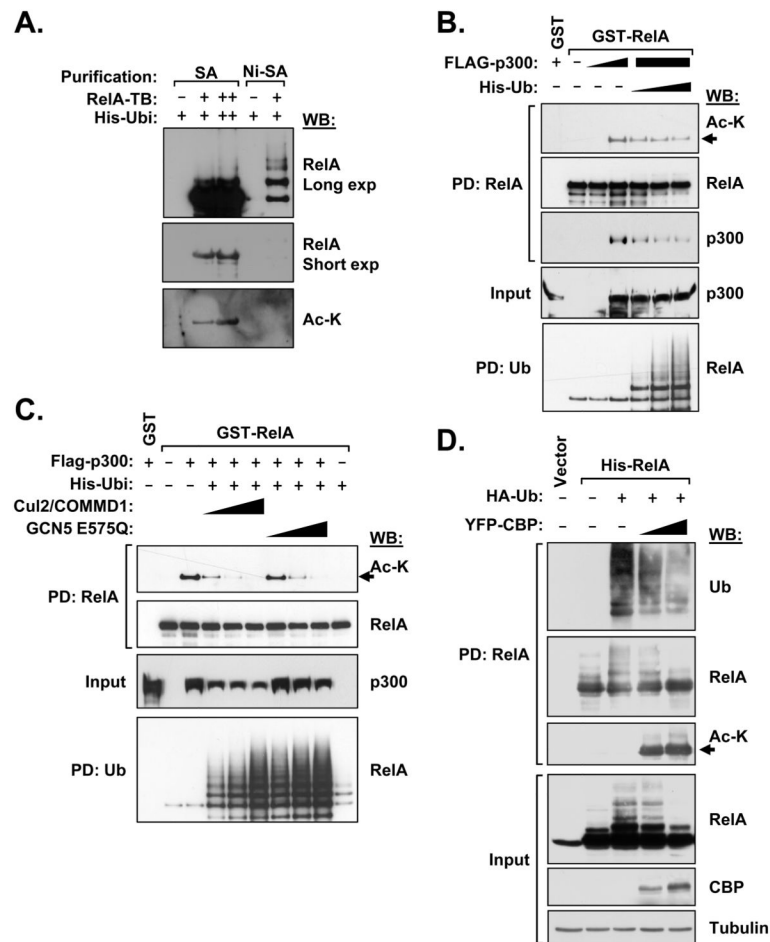 A.
Purification: SA Ni-SA
RelA-TB: – + ++ – +
His-Ubi: + + + + + WB:
RelA
Long exp
RelA
Short exp
Ac-K
B.
GST
GST-RelA
FLAG-p300: + –
His-Ub: – – – – WB:
Ac-K
PD: RelA
RelA
p300
Input p300
PD: Ub RelA
C.
GST
GST-RelA
Flag-p300: + – + + + + + + + –
His-Ubi: – – – + + + + + + +
Cul2/COMMD1:
GCN5 E575Q:
WB:
Ac-K
PD: RelA
RelA
Input p300
PD: Ub RelA
D.
Vector
His-RelA
HA-Ub: – – + + +
YFP-CBP: – – –
WB:
Ub
PD: RelA
RelA
Ac-K
RelA
Input
CBP
Tubulin